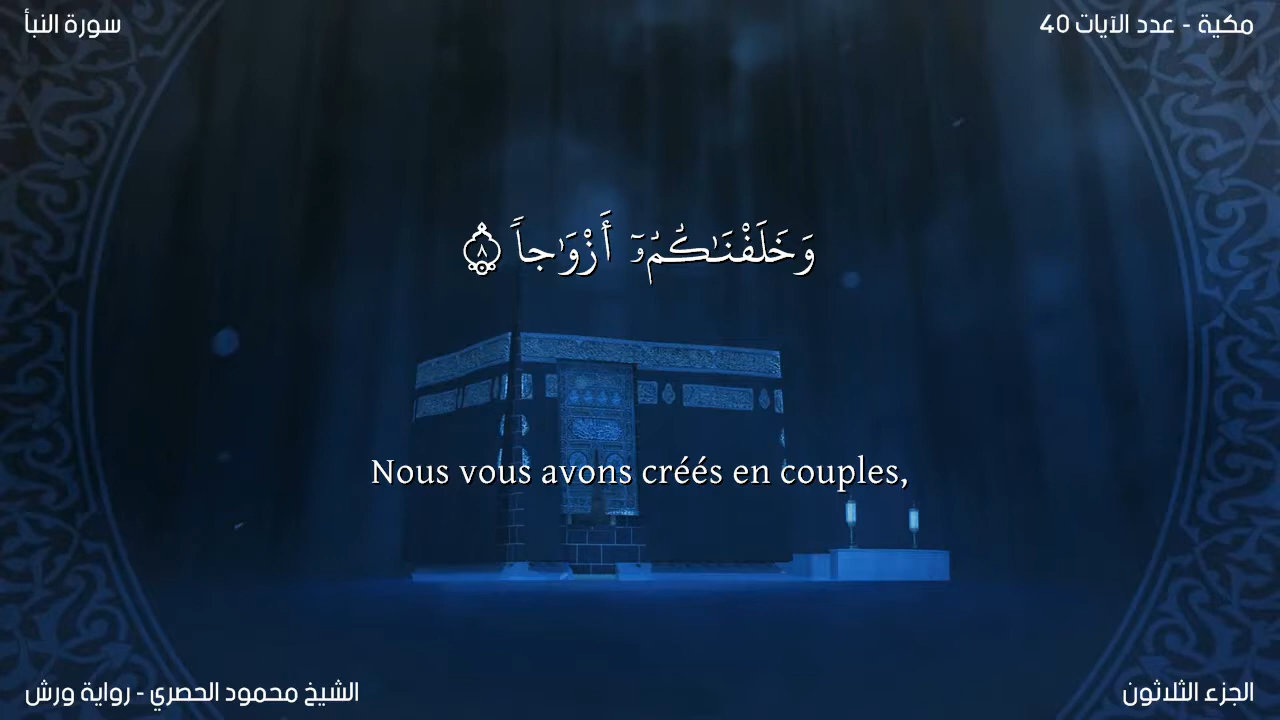 مكية - عدد الآيات 40
سورة النبأ
وَخَلَقْنَٰكُمُۥٓ أَزْوَٰجاً ٨
Nous vous avons créés en couples,
الجزء الثلاثون
الشيخ محمود الحصري - رواية ورش